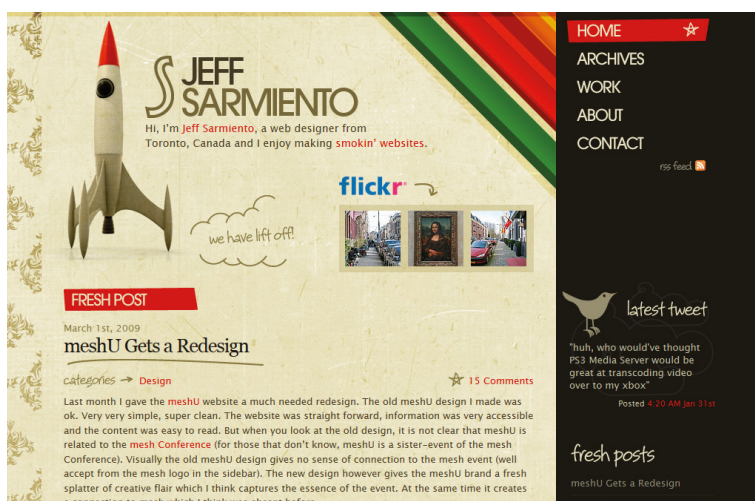 JEFF
SARMIENTO
Hi, I'm Jeff Sarmiento, a web designer from
Toronto, Canada and I enjoy making smokin' websites.
flickr
we have lift off!
FRESH POST
March 1st, 2009
meshU Gets a Redesign
categories → Design
15 Comments
Last month I gave the meshU website a much needed redesign. The old meshU design I made was
ok. Very very simple, super clean. The website was straight forward, information was very accessible
and the content was easy to read. But when you look at the old design, it is not clear that meshU is
related to the mesh Conference (for those that don't know, meshU is a sister-event of the mesh
Conference). Visually the old meshU design gives no sense of connection to the mesh event (well
accept from the mesh logo in the sidebar). The new design however gives the meshU brand a fresh
splatter of creative flair which I think captures the essence of the event. At the same time it creates
HOME
ARCHIVES
WORK
ABOUT
CONTACT
rss feed
latest tweet
"huh, who would've thought
PS3 Media Server would be
great at transcoding video
over to my xbox"
Posted 4:20 AM Jan 31st
fresh posts
meshU Gets a Redesign